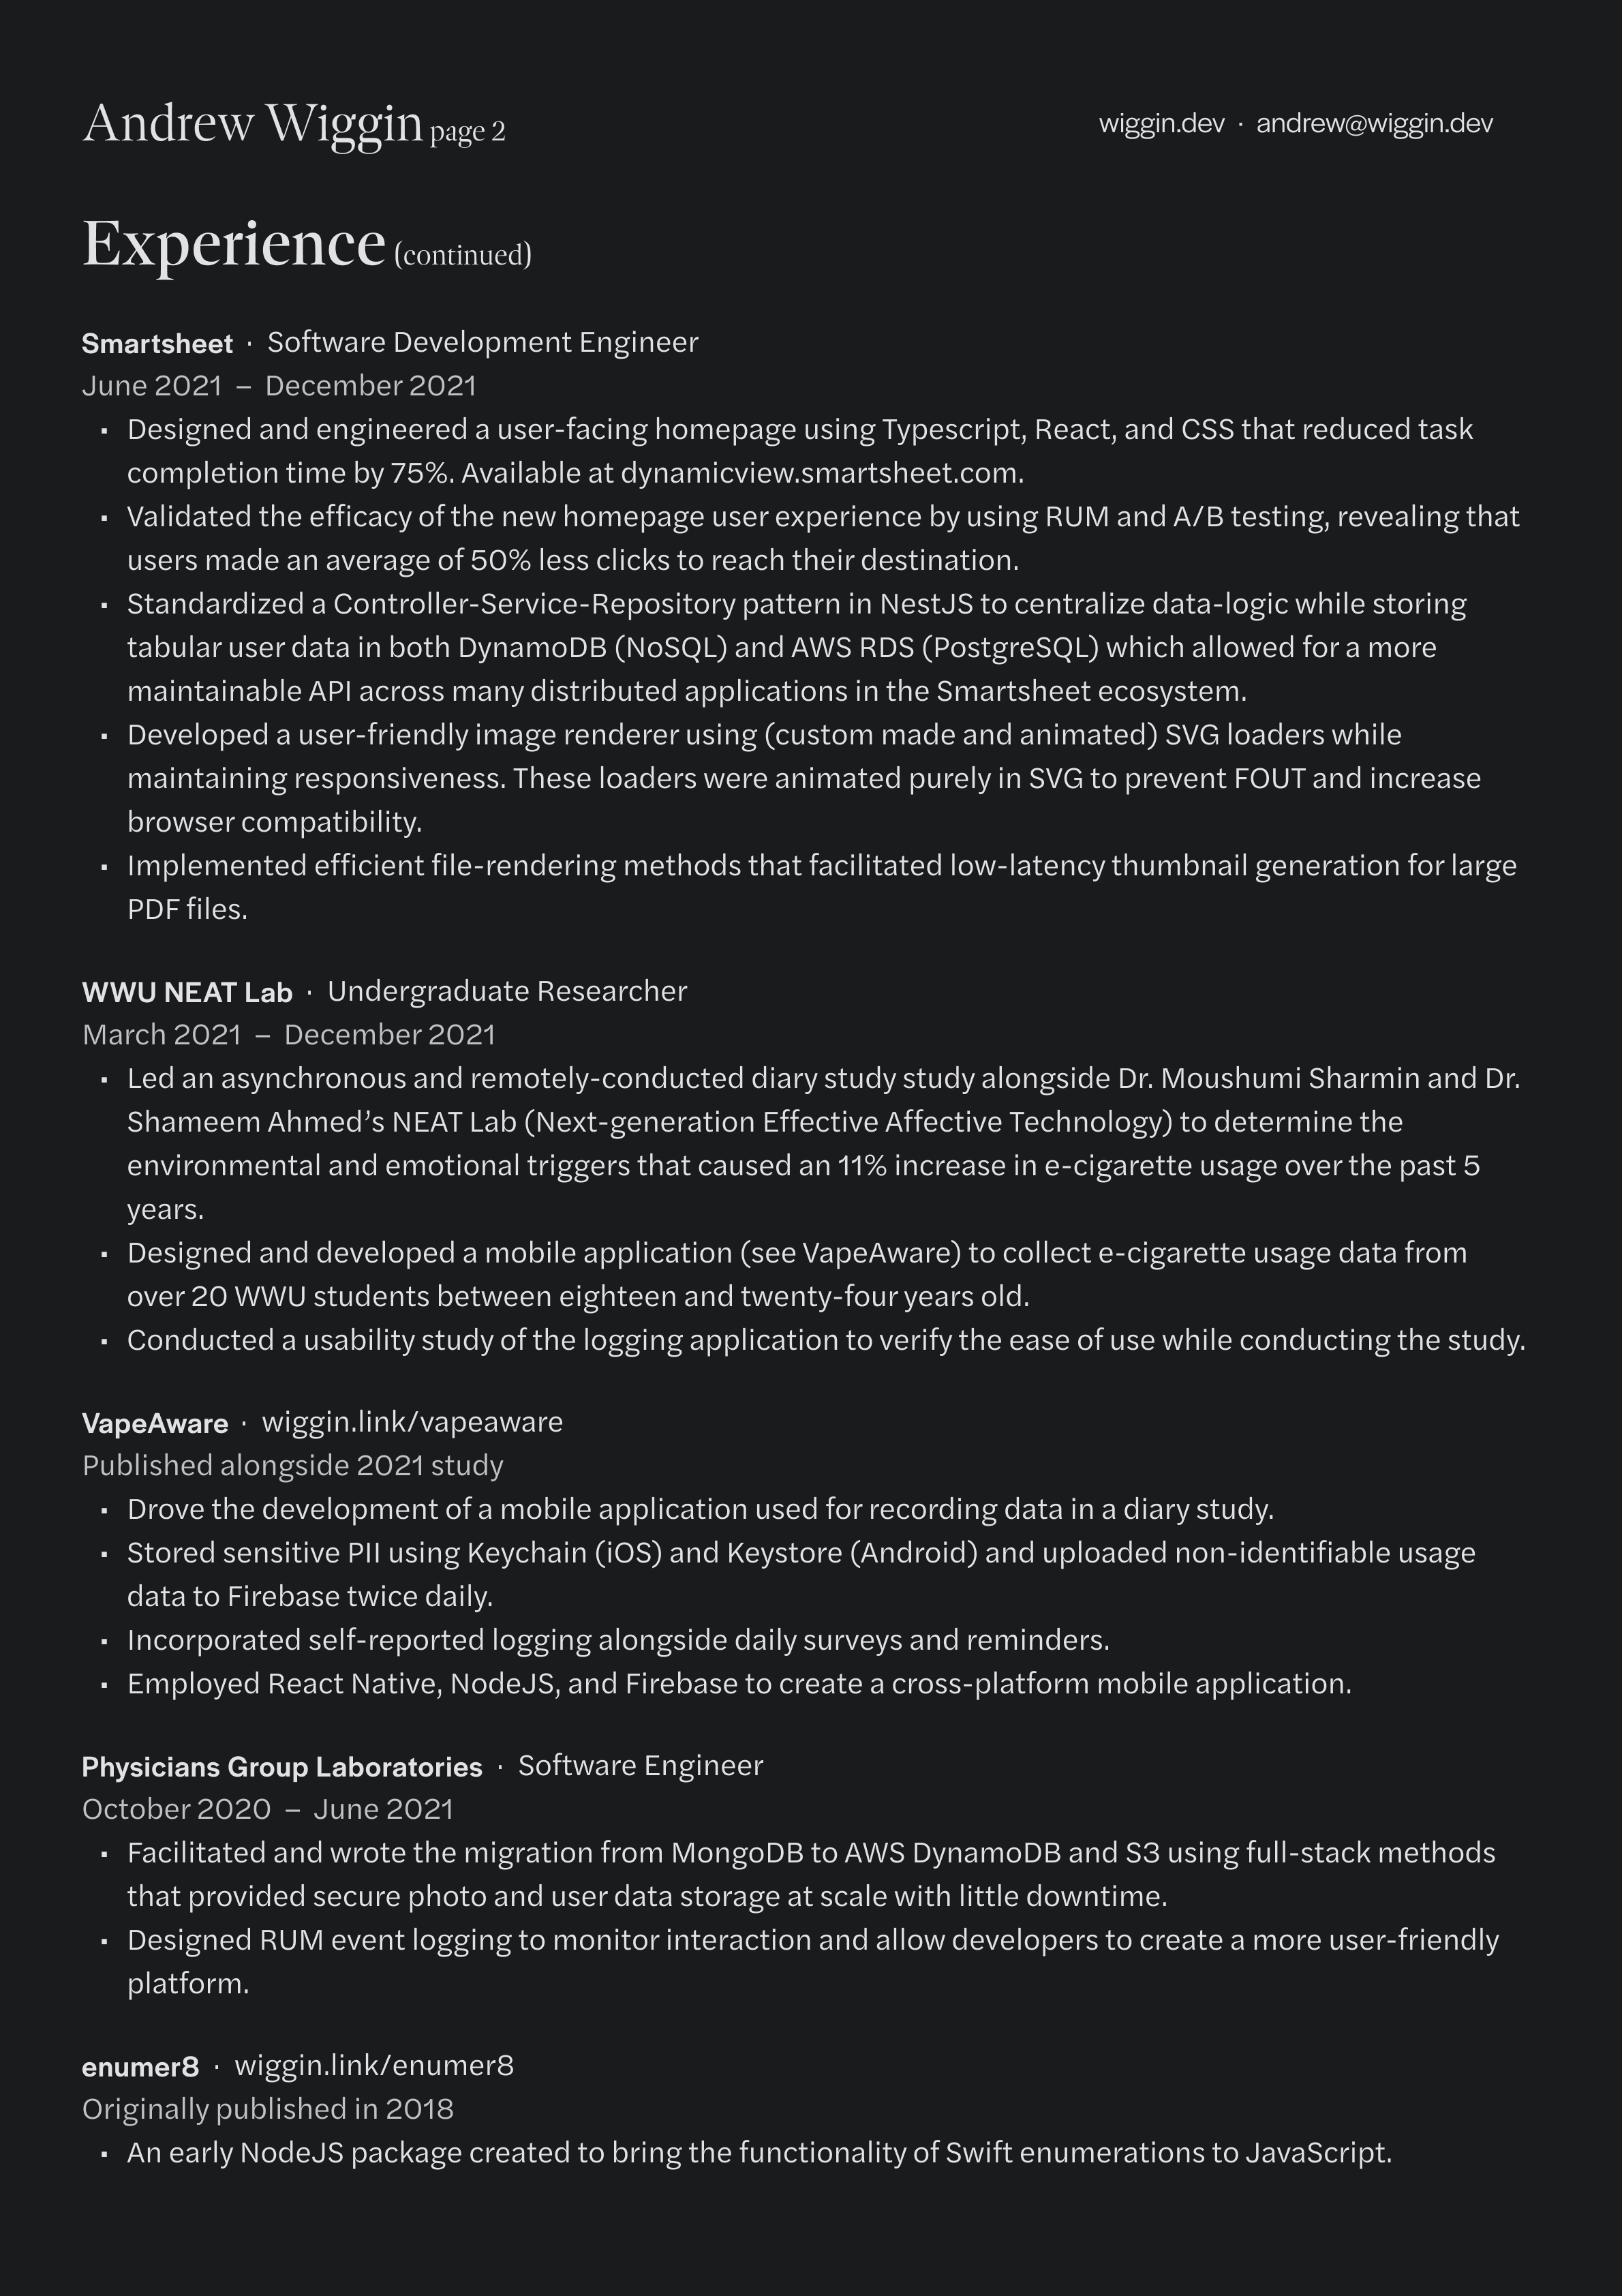 Andrew Wiggin page 2
wiggin.dev · andrew@wiggin.dev
Experience (continued)
Smartsheet · Software Development Engineer
June 2021 – December 2021
▪ Designed and engineered a user-facing homepage using Typescript, React, and CSS that reduced task
completion time by 75%. Available at dynamicview.smartsheet.com.
▪ Validated the efficacy of the new homepage user experience by using RUM and A/B testing, revealing that
users made an average of 50% less clicks to reach their destination.
▪ Standardized a Controller-Service-Repository pattern in NestJS to centralize data-logic while storing
tabular user data in both DynamoDB (NoSQL) and AWS RDS (PostgreSQL) which allowed for a more
maintainable API across many distributed applications in the Smartsheet ecosystem.
▪ Developed a user-friendly image renderer using (custom made and animated) SVG loaders while
maintaining responsiveness. These loaders were animated purely in SVG to prevent FOUT and increase
browser compatibility.
▪ Implemented efficient file-rendering methods that facilitated low-latency thumbnail generation for large
PDF files.
WWU NEAT Lab · Undergraduate Researcher
March 2021 – December 2021
▪ Led an asynchronous and remotely-conducted diary study study alongside Dr. Moushumi Sharmin and Dr.
Shameem Ahmed’s NEAT Lab (Next-generation Effective Affective Technology) to determine the
environmental and emotional triggers that caused an 11% increase in e-cigarette usage over the past 5
years.
▪ Designed and developed a mobile application (see VapeAware) to collect e-cigarette usage data from
over 20 WWU students between eighteen and twenty-four years old.
▪ Conducted a usability study of the logging application to verify the ease of use while conducting the study.
VapeAware · wiggin.link/vapeaware
Published alongside 2021 study
▪ Drove the development of a mobile application used for recording data in a diary study.
▪ Stored sensitive PII using Keychain (iOS) and Keystore (Android) and uploaded non-identifiable usage
data to Firebase twice daily.
▪ Incorporated self-reported logging alongside daily surveys and reminders.
▪ Employed React Native, NodeJS, and Firebase to create a cross-platform mobile application.
Physicians Group Laboratories · Software Engineer
October 2020 – June 2021
▪ Facilitated and wrote the migration from MongoDB to AWS DynamoDB and S3 using full-stack methods
that provided secure photo and user data storage at scale with little downtime.
▪ Designed RUM event logging to monitor interaction and allow developers to create a more user-friendly
platform.
enumer8 · wiggin.link/enumer8
Originally published in 2018
▪ An early NodeJS package created to bring the functionality of Swift enumerations to JavaScript.